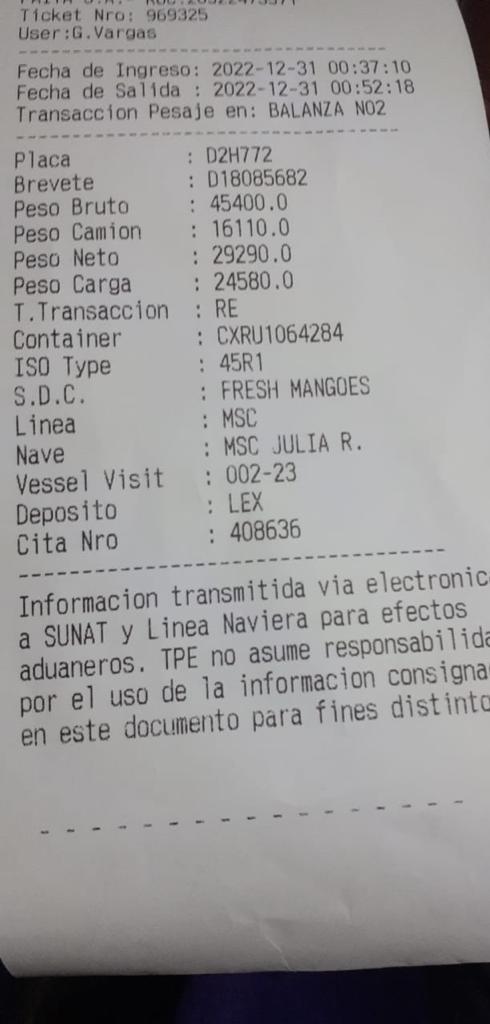 Ticket Nro: 969325
User:G.Vargas
--------------------------------
Fecha de Ingreso: 2022-12-31 00:37:10
Fecha de Salida : 2022-12-31 00:52:18
Transaccion Pesaje en: BALANZA N02
--------------------------------
Placa : D2H772
Brevete : D18085682
Peso Bruto : 45400.0
Peso Camion : 16110.0
Peso Neto : 29290.0
Peso Carga : 24580.0
T.Transaccion : RE
Container : CXRU1064284
ISO Type : 45R1
S.D.C. : FRESH MANGOES
Linea : MSC
Nave : MSC JULIA R.
Vessel Visit : 002-23
Deposito : LEX
Cita Nro : 408636
--------------------------------
Informacion transmitida via electronic
a SUNAT y Linea Naviera para efectos
aduaneros. TPE no asume responsabilida
por el uso de la informacion consigna
en este documento para fines distinto